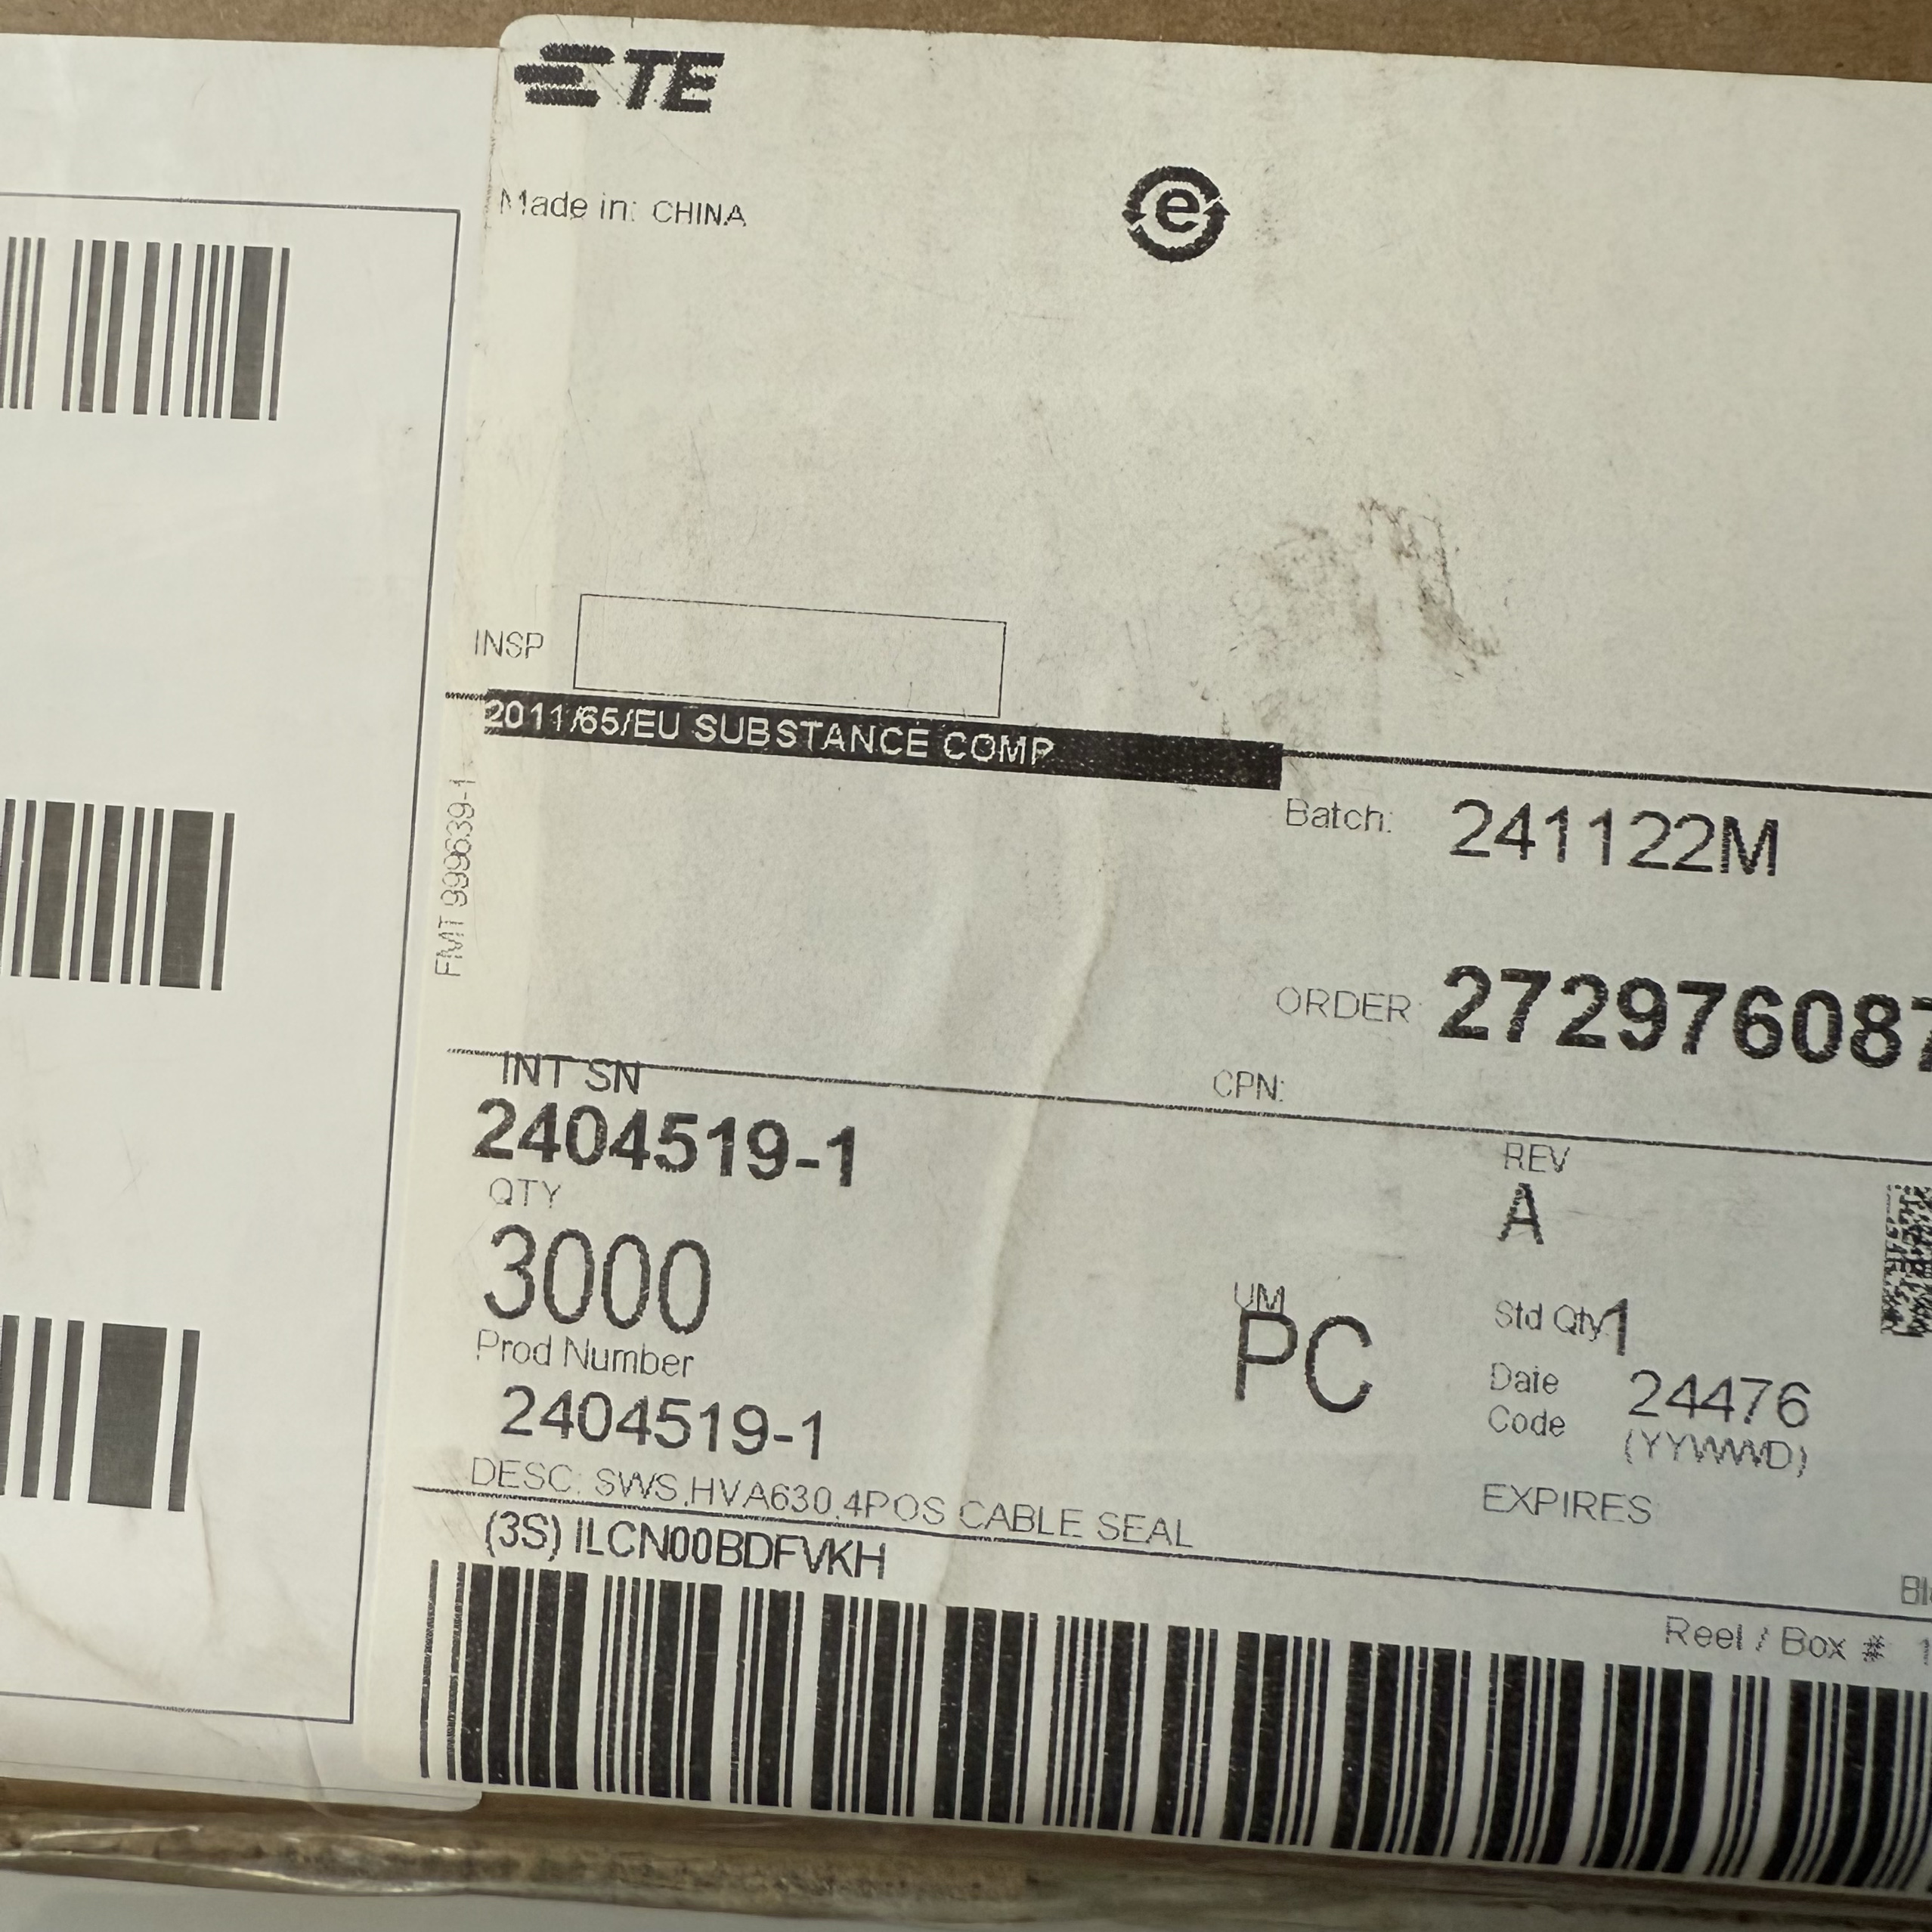 TE
Made in: CHINA
e
INSP
2011/65/EU SUBSTANCE COMP
FMT 999639-1
Batch: 241122M
ORDER 272976087
INT SN
CPN:
2404519-1
REV
A
QTY
3000
UM
PC
Std Qty 1
Prod Number
2404519-1
Date Code 24476
(YYWWD)
DESC: SWS,HVA630,4POS CABLE SEAL
EXPIRES
(3S) ILCN00BDFVKH
Reel / Box #